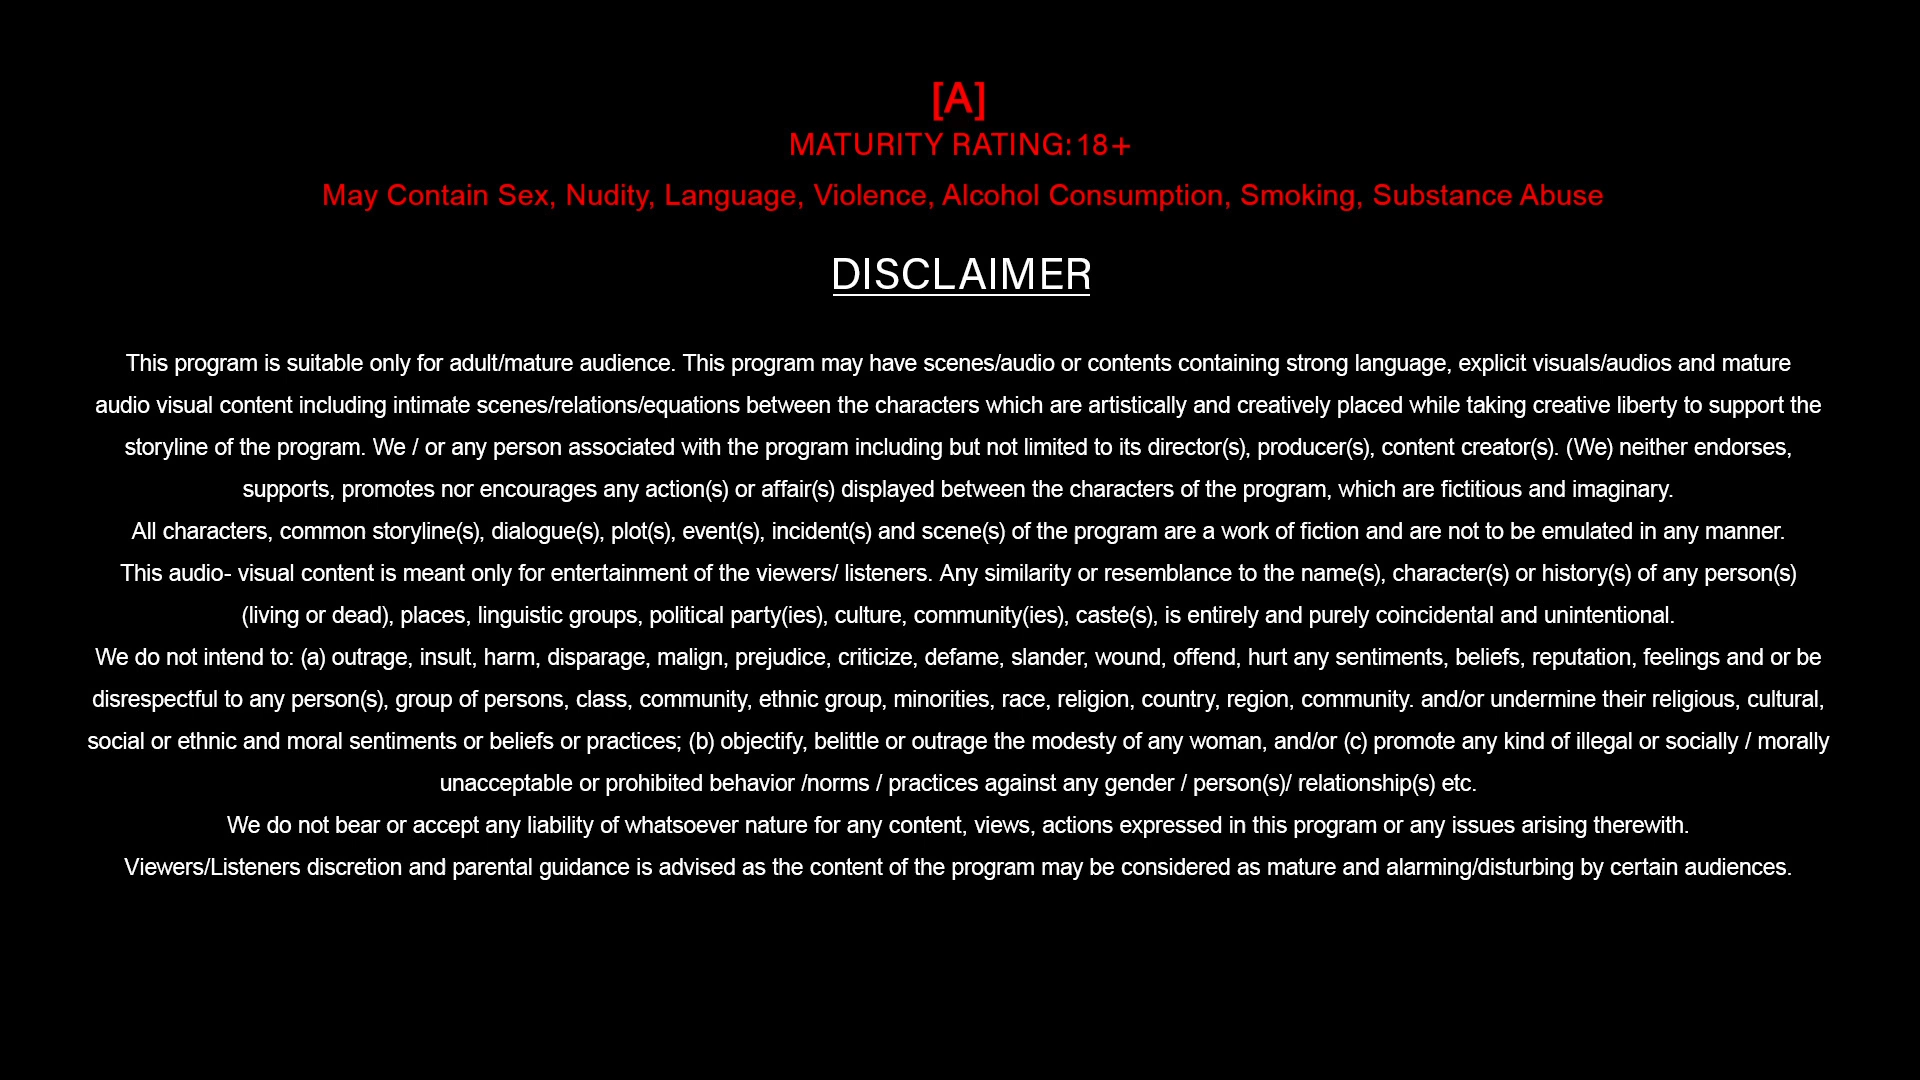 [A]
MATURITY RATING:18+
May Contain Sex, Nudity, Language, Violence, Alcohol Consumption, Smoking, Substance Abuse
DISCLAIMER
This program is suitable only for adult/mature audience. This program may have scenes/audio or contents containing strong language, explicit visuals/audios and mature
audio visual content including intimate scenes/relations/equations between the characters which are artistically and creatively placed while taking creative liberty to support the
storyline of the program. We / or any person associated with the program including but not limited to its director(s), producer(s), content creator(s). (We) neither endorses,
supports, promotes nor encourages any action(s) or affair(s) displayed between the characters of the program, which are fictitious and imaginary.
All characters, common storyline(s), dialogue(s), plot(s), event(s), incident(s) and scene(s) of the program are a work of fiction and are not to be emulated in any manner.
This audio- visual content is meant only for entertainment of the viewers/ listeners. Any similarity or resemblance to the name(s), character(s) or history(s) of any person(s)
(living or dead), places, linguistic groups, political party(ies), culture, community(ies), caste(s), is entirely and purely coincidental and unintentional.
We do not intend to: (a) outrage, insult, harm, disparage, malign, prejudice, criticize, defame, slander, wound, offend, hurt any sentiments, beliefs, reputation, feelings and or be
disrespectful to any person(s), group of persons, class, community, ethnic group, minorities, race, religion, country, region, community. and/or undermine their religious, cultural,
social or ethnic and moral sentiments or beliefs or practices; (b) objectify, belittle or outrage the modesty of any woman, and/or (c) promote any kind of illegal or socially / morally
unacceptable or prohibited behavior /norms / practices against any gender / person(s)/ relationship(s) etc.
We do not bear or accept any liability of whatsoever nature for any content, views, actions expressed in this program or any issues arising therewith.
Viewers/Listeners discretion and parental guidance is advised as the content of the program may be considered as mature and alarming/disturbing by certain audiences.